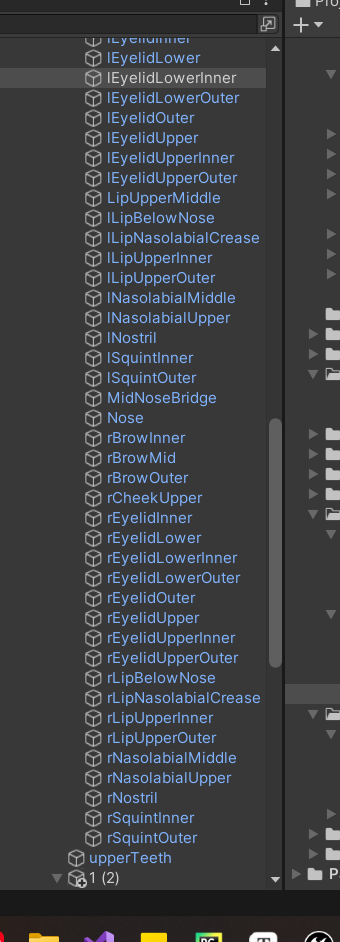 Proj
lEyelidInner
lEyelidLower
lEyelidLowerInner
lEyelidLowerOuter
lEyelidOuter
lEyelidUpper
lEyelidUpperInner
lEyelidUpperOuter
LipUpperMiddle
lLipBelowNose
lLipNasolabialCrease
lLipUpperInner
lLipUpperOuter
lNasolabialMiddle
lNasolabialUpper
lNostril
lSquintInner
lSquintOuter
MidNoseBridge
Nose
rBrowInner
rBrowMid
rBrowOuter
rCheekUpper
rEyelidInner
rEyelidLower
rEyelidLowerInner
rEyelidLowerOuter
rEyelidOuter
rEyelidUpper
rEyelidUpperInner
rEyelidUpperOuter
rLipBelowNose
rLipNasolabialCrease
rLipUpperInner
rLipUpperOuter
rNasolabialMiddle
rNasolabialUpper
rNostril
rSquintInner
rSquintOuter
upperTeeth
1 (2)
P
PC
T